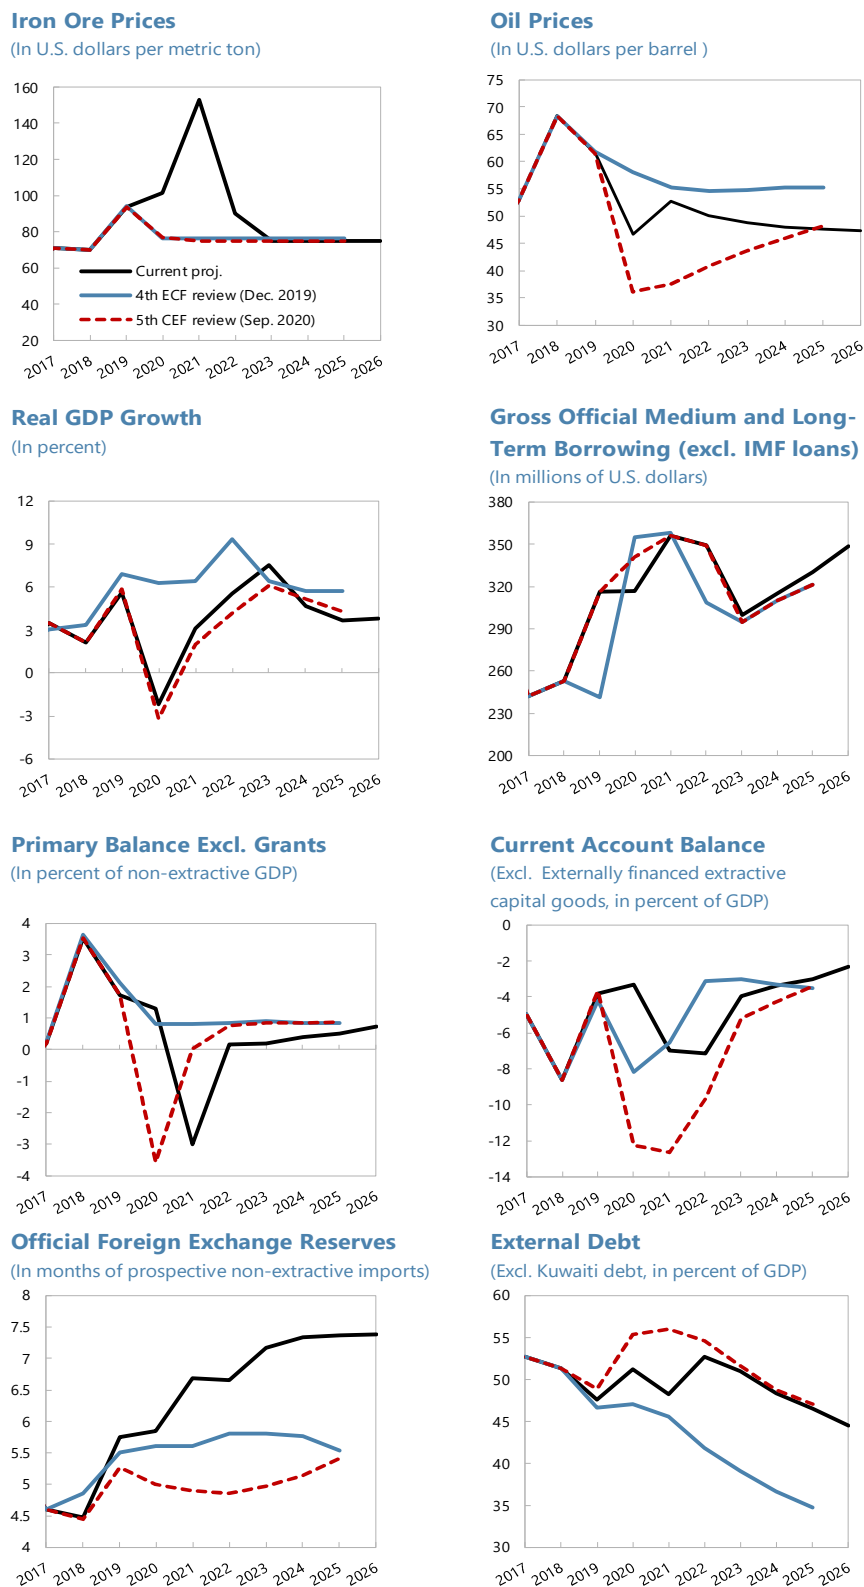 Iron Ore Prices
(In U.S. dollars per metric ton)
160
140
120
100
80
60
40
20
Current proj.
4th ECF review (Dec. 2019)
5th CEF review (Sep. 2020)
2017 2018 2019 2020 2021 2022 2023 2024 2025 2026
Oil Prices
(In U.S. dollars per barrel )
75
70
65
60
55
50
45
40
35
30
2017 2018 2019 2020 2021 2022 2023 2024 2025 2026
Real GDP Growth
(In percent)
12
9
6
3
0
-3
-6
2017 2018 2019 2020 2021 2022 2023 2024 2025 2026
Gross Official Medium and Long-
Term Borrowing (excl. IMF loans)
(In millions of U.S. dollars)
380
350
320
290
260
230
200
2017 2018 2019 2020 2021 2022 2023 2024 2025 2026
Primary Balance Excl. Grants
(In percent of non-extractive GDP)
4
3
2
1
0
-1
-2
-3
-4
2017 2018 2019 2020 2021 2022 2023 2024 2025 2026
Current Account Balance
(Excl. Externally financed extractive
capital goods, in percent of GDP)
0
-2
-4
-6
-8
-10
-12
-14
2017 2018 2019 2020 2021 2022 2023 2024 2025 2026
Official Foreign Exchange Reserves
(In months of prospective non-extractive imports)
8
7.5
7
6.5
6
5.5
5
4.5
4
2017 2018 2019 2020 2021 2022 2023 2024 2025 2026
External Debt
(Excl. Kuwaiti debt, in percent of GDP)
60
55
50
45
40
35
30
2017 2018 2019 2020 2021 2022 2023 2024 2025 2026